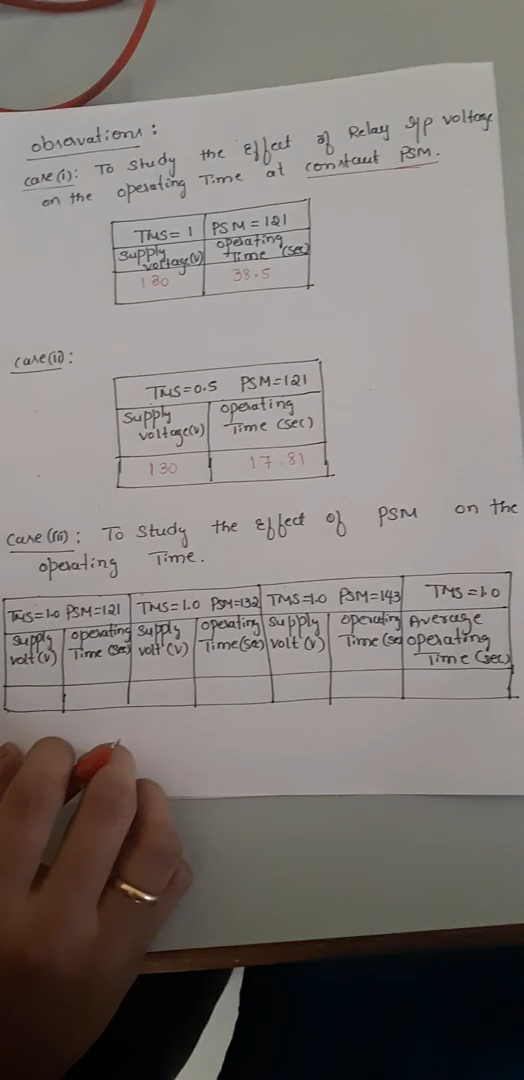 observations:
case(i): To study the Effect of Relay i/p voltage
on the operating Time at constant PSM.
TMS=1 PSM=121
supply voltage(v) operating Time (sec)
130 38.5
case(ii):
TMS=0.5 PSM=121
supply voltage(v) operating Time (sec)
130 17.81
case(iii): To study the Effect of PSM on the
operating Time.
TMS=1.0 PSM=121 TMS=1.0 PSM=132 TMS=1.0 PSM=143 TMS=1.0
supply volt(v) operating Time (sec) supply volt(v) operating Time(sec) supply volt(v) operating Time(sec Average operating Time (sec)